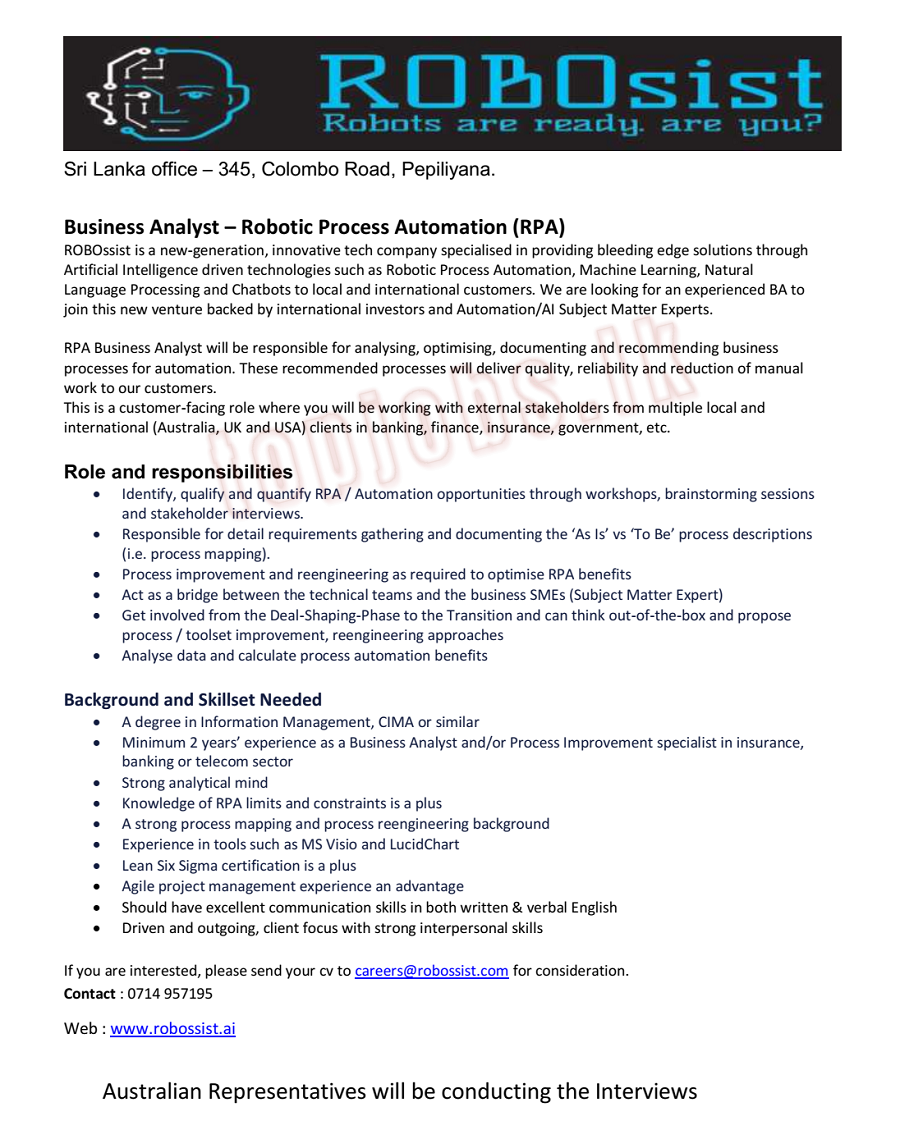 ROBOsist
Robots are ready. are you?
Sri Lanka office – 345, Colombo Road, Pepiliyana.
Business Analyst – Robotic Process Automation (RPA)
ROBOssist is a new-generation, innovative tech company specialised in providing bleeding edge solutions through
Artificial Intelligence driven technologies such as Robotic Process Automation, Machine Learning, Natural
Language Processing and Chatbots to local and international customers. We are looking for an experienced BA to
join this new venture backed by international investors and Automation/AI Subject Matter Experts.
RPA Business Analyst will be responsible for analysing, optimising, documenting and recommending business
processes for automation. These recommended processes will deliver quality, reliability and reduction of manual
work to our customers.
This is a customer-facing role where you will be working with external stakeholders from multiple local and
international (Australia, UK and USA) clients in banking, finance, insurance, government, etc.
topjobs.lk
Role and responsibilities
• Identify, qualify and quantify RPA / Automation opportunities through workshops, brainstorming sessions
and stakeholder interviews.
• Responsible for detail requirements gathering and documenting the ‘As Is’ vs ‘To Be’ process descriptions
(i.e. process mapping).
• Process improvement and reengineering as required to optimise RPA benefits
• Act as a bridge between the technical teams and the business SMEs (Subject Matter Expert)
• Get involved from the Deal-Shaping-Phase to the Transition and can think out-of-the-box and propose
process / toolset improvement, reengineering approaches
• Analyse data and calculate process automation benefits
Background and Skillset Needed
• A degree in Information Management, CIMA or similar
• Minimum 2 years’ experience as a Business Analyst and/or Process Improvement specialist in insurance,
banking or telecom sector
• Strong analytical mind
• Knowledge of RPA limits and constraints is a plus
• A strong process mapping and process reengineering background
• Experience in tools such as MS Visio and LucidChart
• Lean Six Sigma certification is a plus
• Agile project management experience an advantage
• Should have excellent communication skills in both written & verbal English
• Driven and outgoing, client focus with strong interpersonal skills
If you are interested, please send your cv to careers@robossist.com for consideration.
Contact : 0714 957195
Web : www.robossist.ai
Australian Representatives will be conducting the Interviews